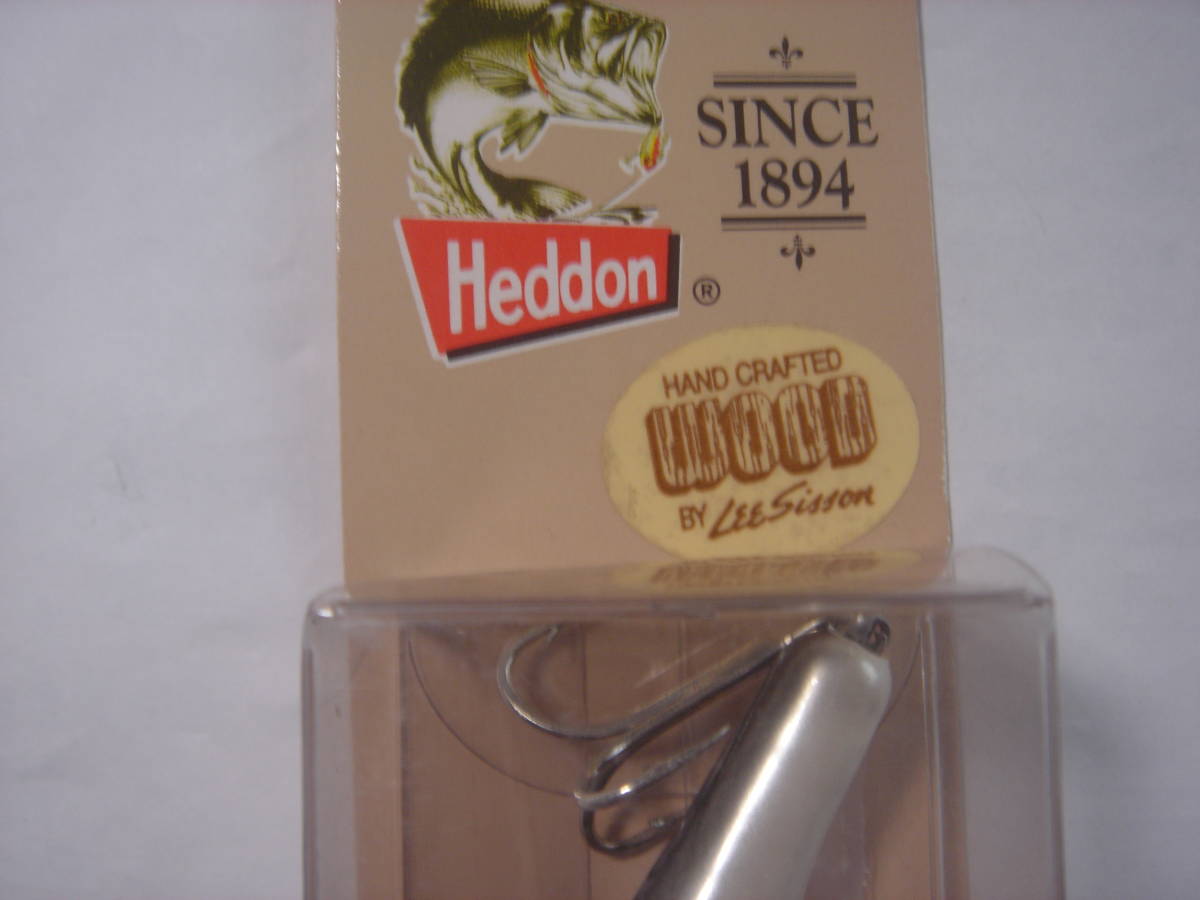 SINCE
1894
Heddon ®
HAND CRAFTED
WOOD
BY Lee Sisson